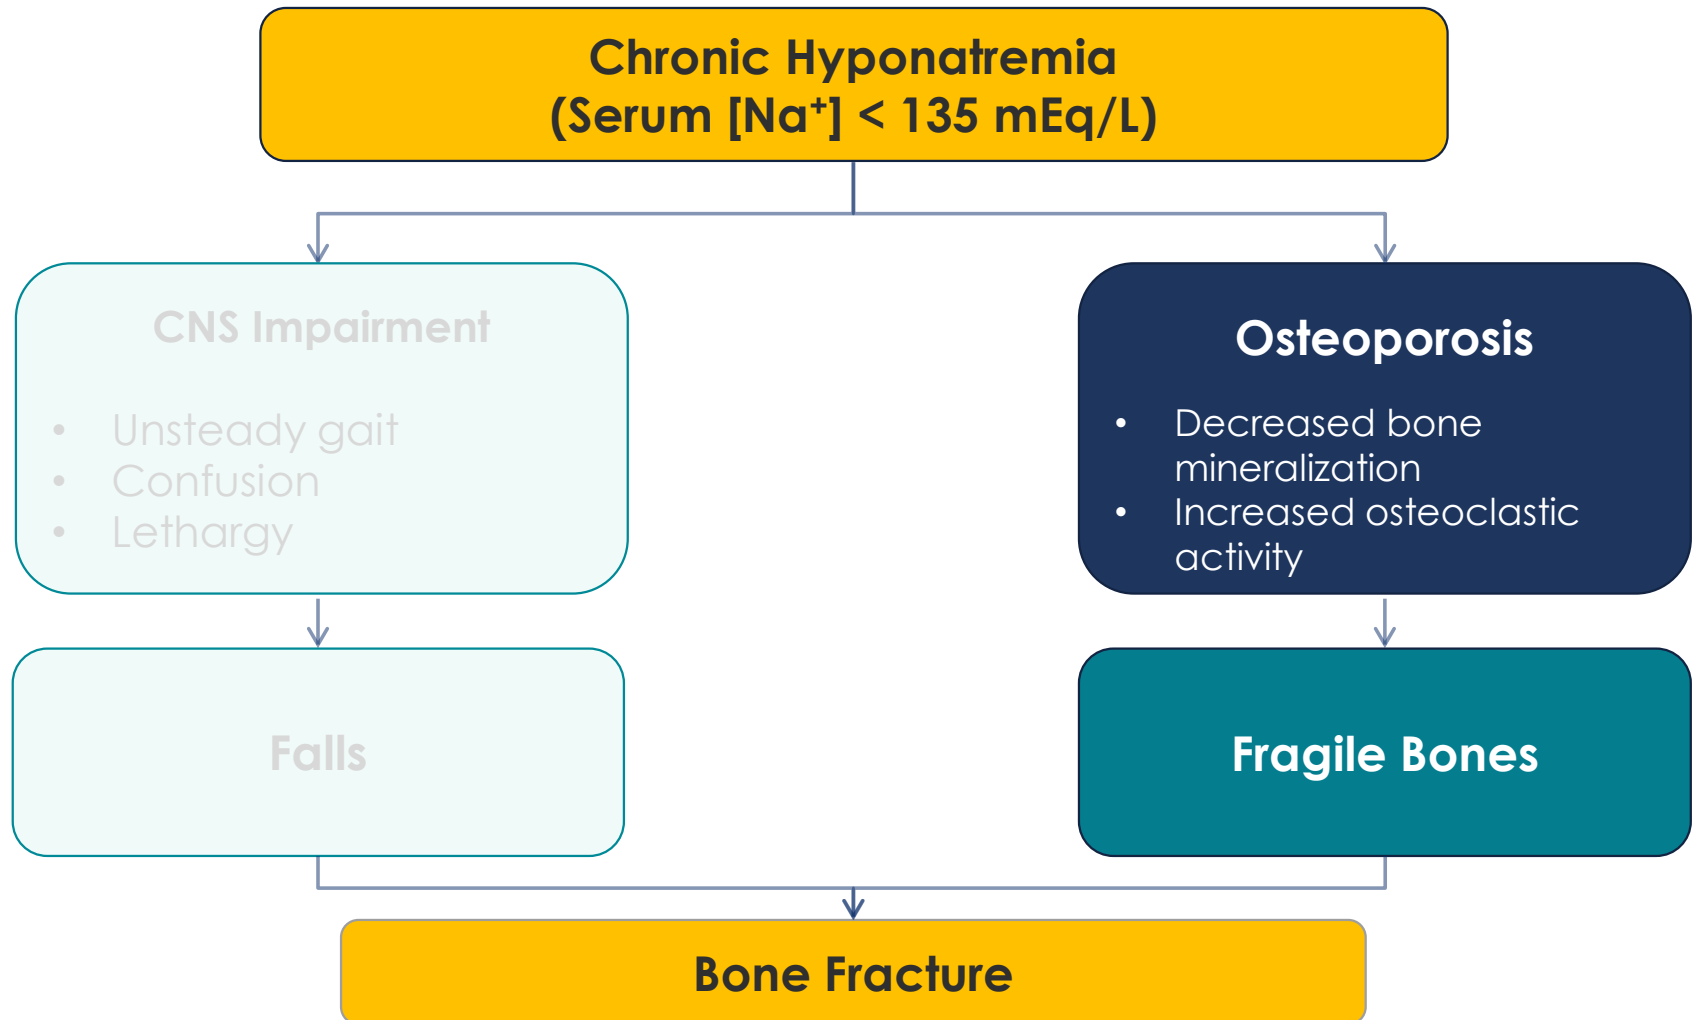 Chronic Hyponatremia
(Serum [Na⁺] < 135 mEq/L)
CNS Impairment
• Unsteady gait
• Confusion
• Lethargy
Osteoporosis
• Decreased bone
mineralization
• Increased osteoclastic
activity
Falls
Fragile Bones
Bone Fracture